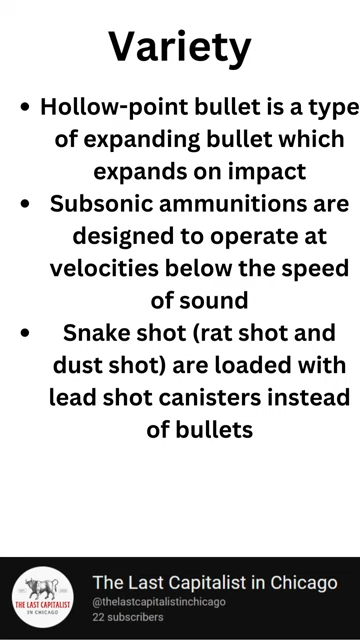 Variety
• Hollow-point bullet is a type
of expanding bullet which
expands on impact
• Subsonic ammunitions are
designed to operate at
velocities below the speed
of sound
• Snake shot (rat shot and
dust shot) are loaded with
lead shot canisters instead
of bullets
THE LAST CAPITALIST
IN CHICAGO
The Last Capitalist in Chicago
@thelastcapitalistinchicago
22 subscribers